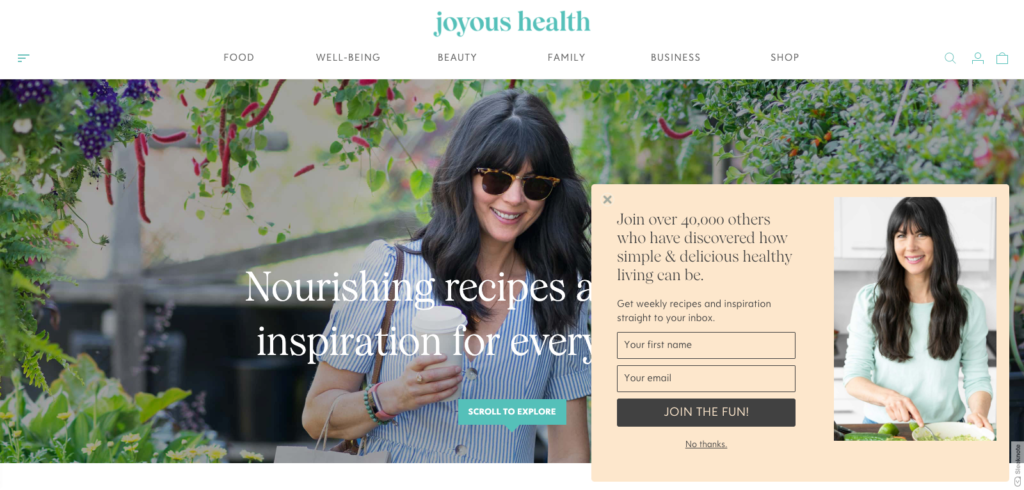 joyous health
FOOD WELL-BEING BEAUTY FAMILY BUSINESS SHOP
Nourishing recipes a
inspiration for every
SCROLL TO EXPLORE
Join over 40,000 others
who have discovered how
simple & delicious healthy
living can be.
Get weekly recipes and inspiration
straight to your inbox.
Your first name
Your email
JOIN THE FUN!
No thanks.
Sleeknote